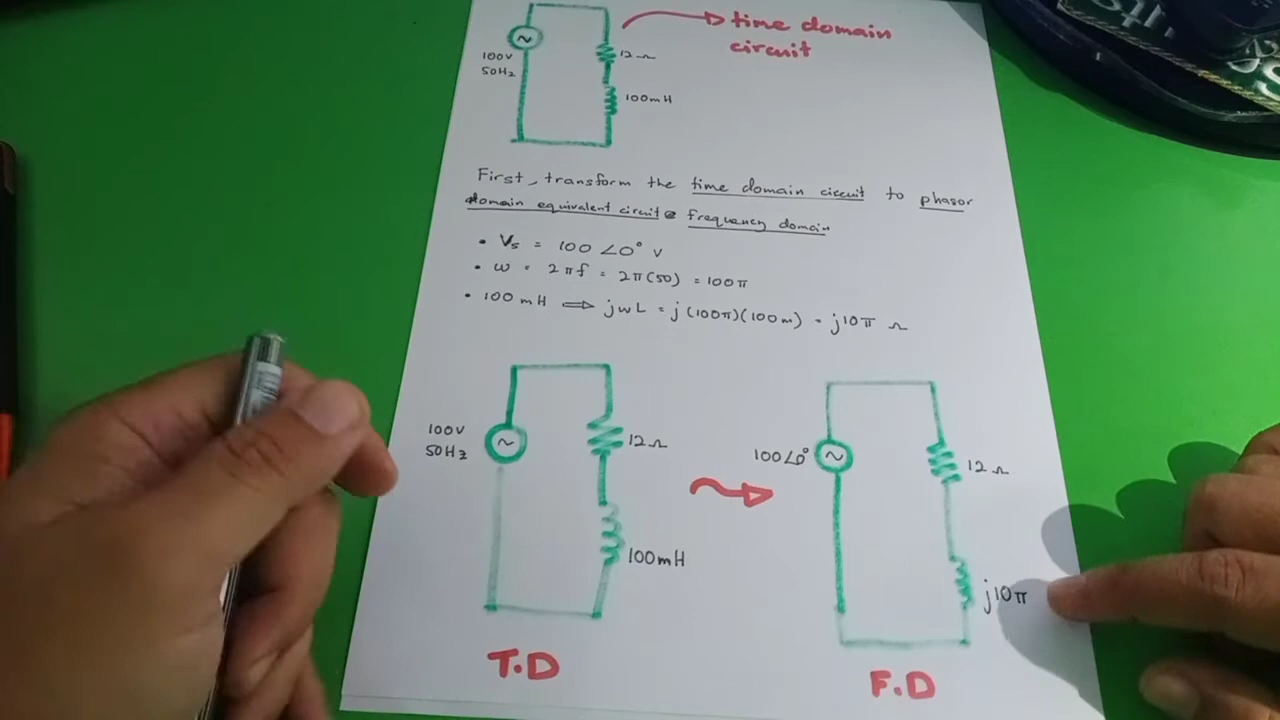 time domain
circuit
100V
50Hz
12Ω
100mH
First, transform the time domain circuit to phasor
domain equivalent circuit @ frequency domain
• Vs = 100 ∠0° V
• ω = 2πf = 2π(50) = 100π
• 100 mH ⟹ jωL = j(100π)(100m) = j10π Ω
100V
50Hz
12Ω
100mH
T.D
100∠0°
12Ω
j10π
F.D